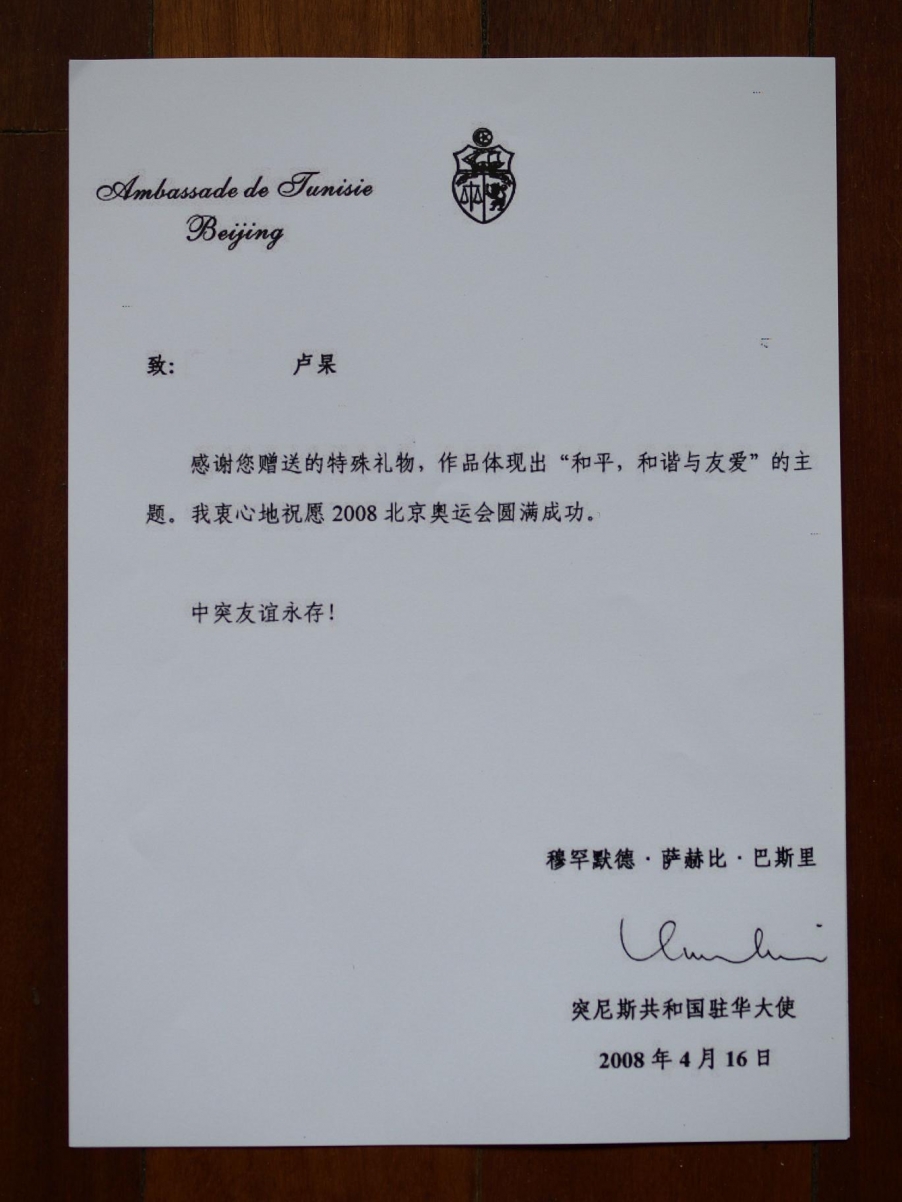 Ambassade de Tunisie
Beijing
致: 卢杲
感谢您赠送的特殊礼物，作品体现出“和平，和谐与友爱”的主
题。我衷心地祝愿 2008 北京奥运会圆满成功。
中突友谊永存！
穆罕默德·萨赫比·巴斯里
突尼斯共和国驻华大使
2008 年 4 月 16 日